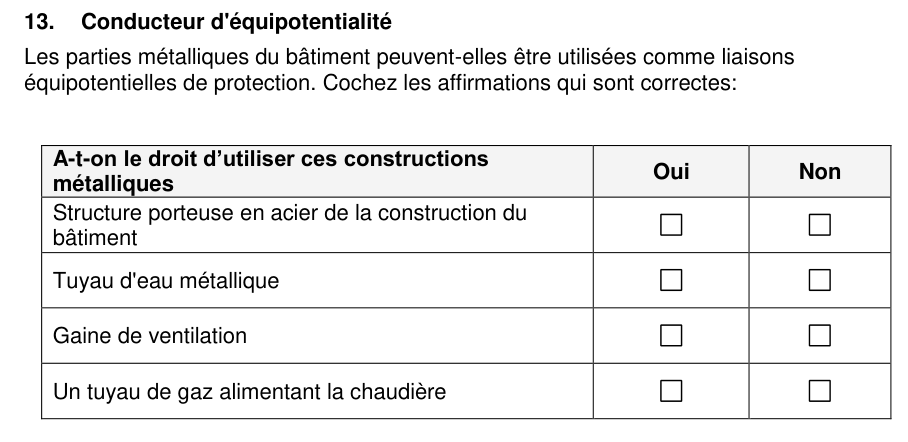 13. Conducteur d'équipotentialité
Les parties métalliques du bâtiment peuvent-elles être utilisées comme liaisons
équipotentielles de protection. Cochez les affirmations qui sont correctes:
A-t-on le droit d’utiliser ces constructions
métalliques
Oui
Non
Structure porteuse en acier de la construction du
bâtiment
Tuyau d'eau métallique
Gaine de ventilation
Un tuyau de gaz alimentant la chaudière